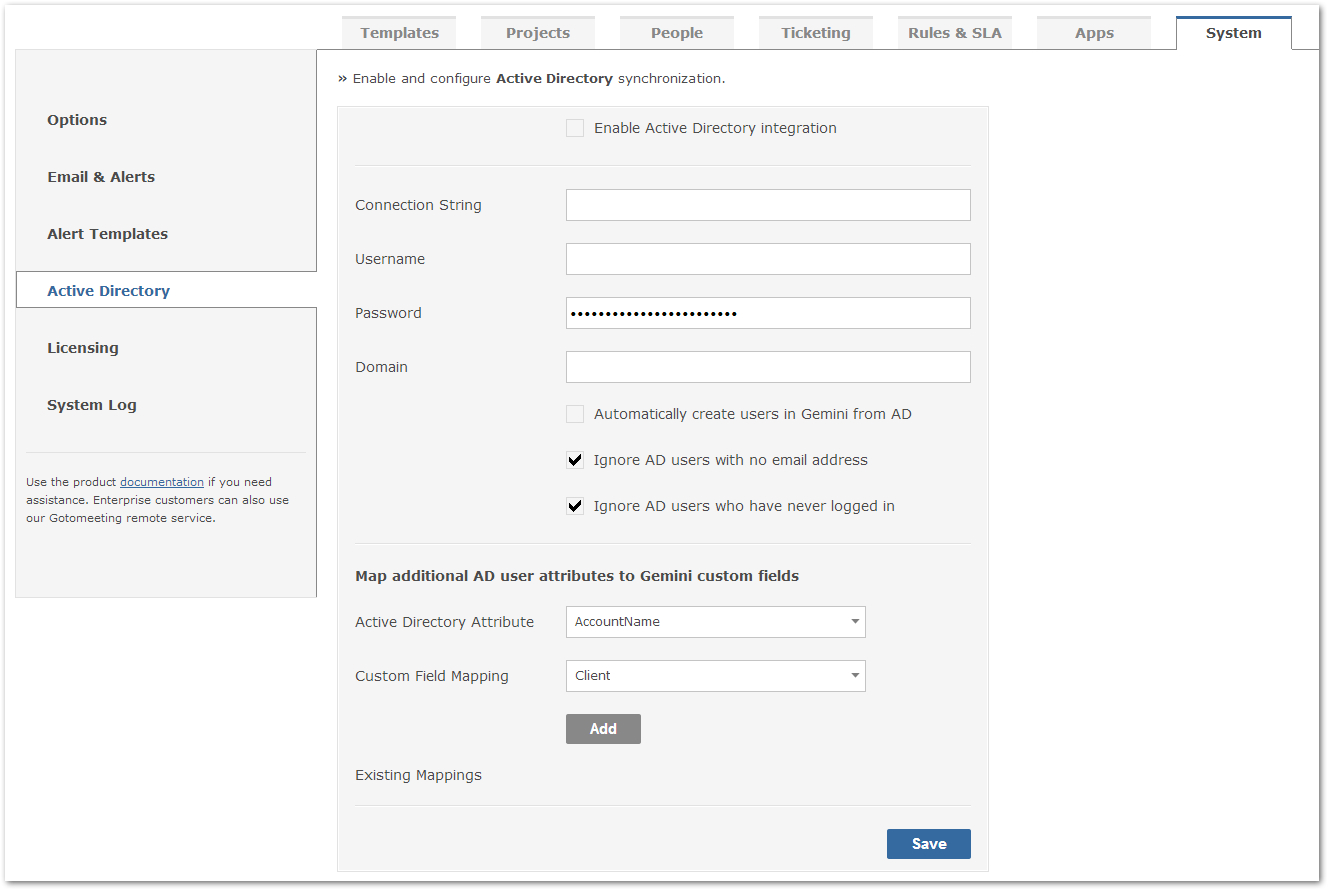 Templates
Projects
People
Ticketing
Rules & SLA
Apps
System
Options
Email & Alerts
Alert Templates
Active Directory
Licensing
System Log
Use the product documentation if you need
assistance. Enterprise customers can also use
our Gotomeeting remote service.
» Enable and configure Active Directory synchronization.
Enable Active Directory integration
Connection String
Username
Password
••••••••••••••••••••••••
Domain
Automatically create users in Gemini from AD
Ignore AD users with no email address
Ignore AD users who have never logged in
Map additional AD user attributes to Gemini custom fields
Active Directory Attribute
AccountName
Custom Field Mapping
Client
Add
Existing Mappings
Save